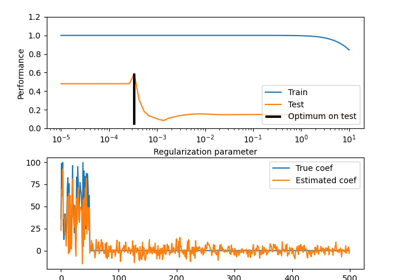 1.2
1.0
0.8
0.6
0.4
0.2
0.0
Performance
Train
Test
Optimum on test
10⁻⁵ 10⁻⁴ 10⁻³ 10⁻² 10⁻¹ 10⁰ 10¹
Regularization parameter
100
75
50
25
0
True coef
Estimated coef
0 100 200 300 400 500